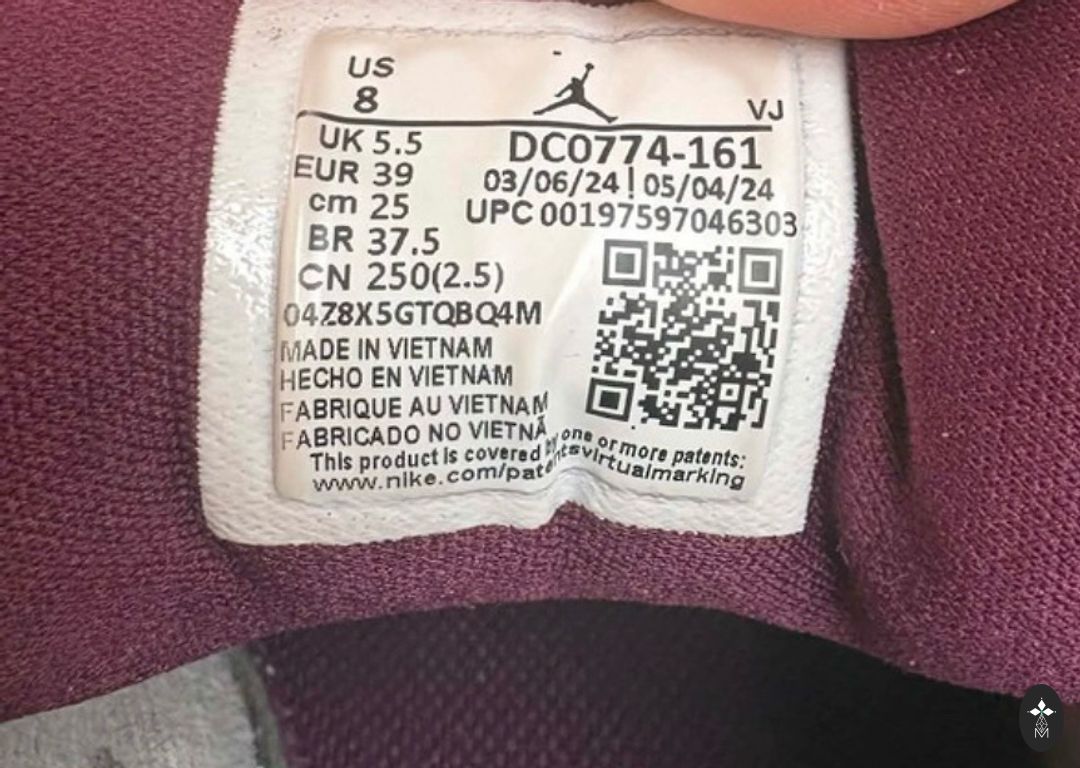 US
8
VJ
UK 5.5
EUR 39
cm 25
BR 37.5
CN 250(2.5)
DC0774-161
03/06/24 | 05/04/24
UPC 00197597046303
04Z8X5GTQBQ4M
MADE IN VIETNAM
HECHO EN VIETNAM
FABRIQUE AU VIETNAM
FABRICADO NO VIETNÃ
This product is covered by one or more patents:
www.nike.com/patentsvirtualmarking
M